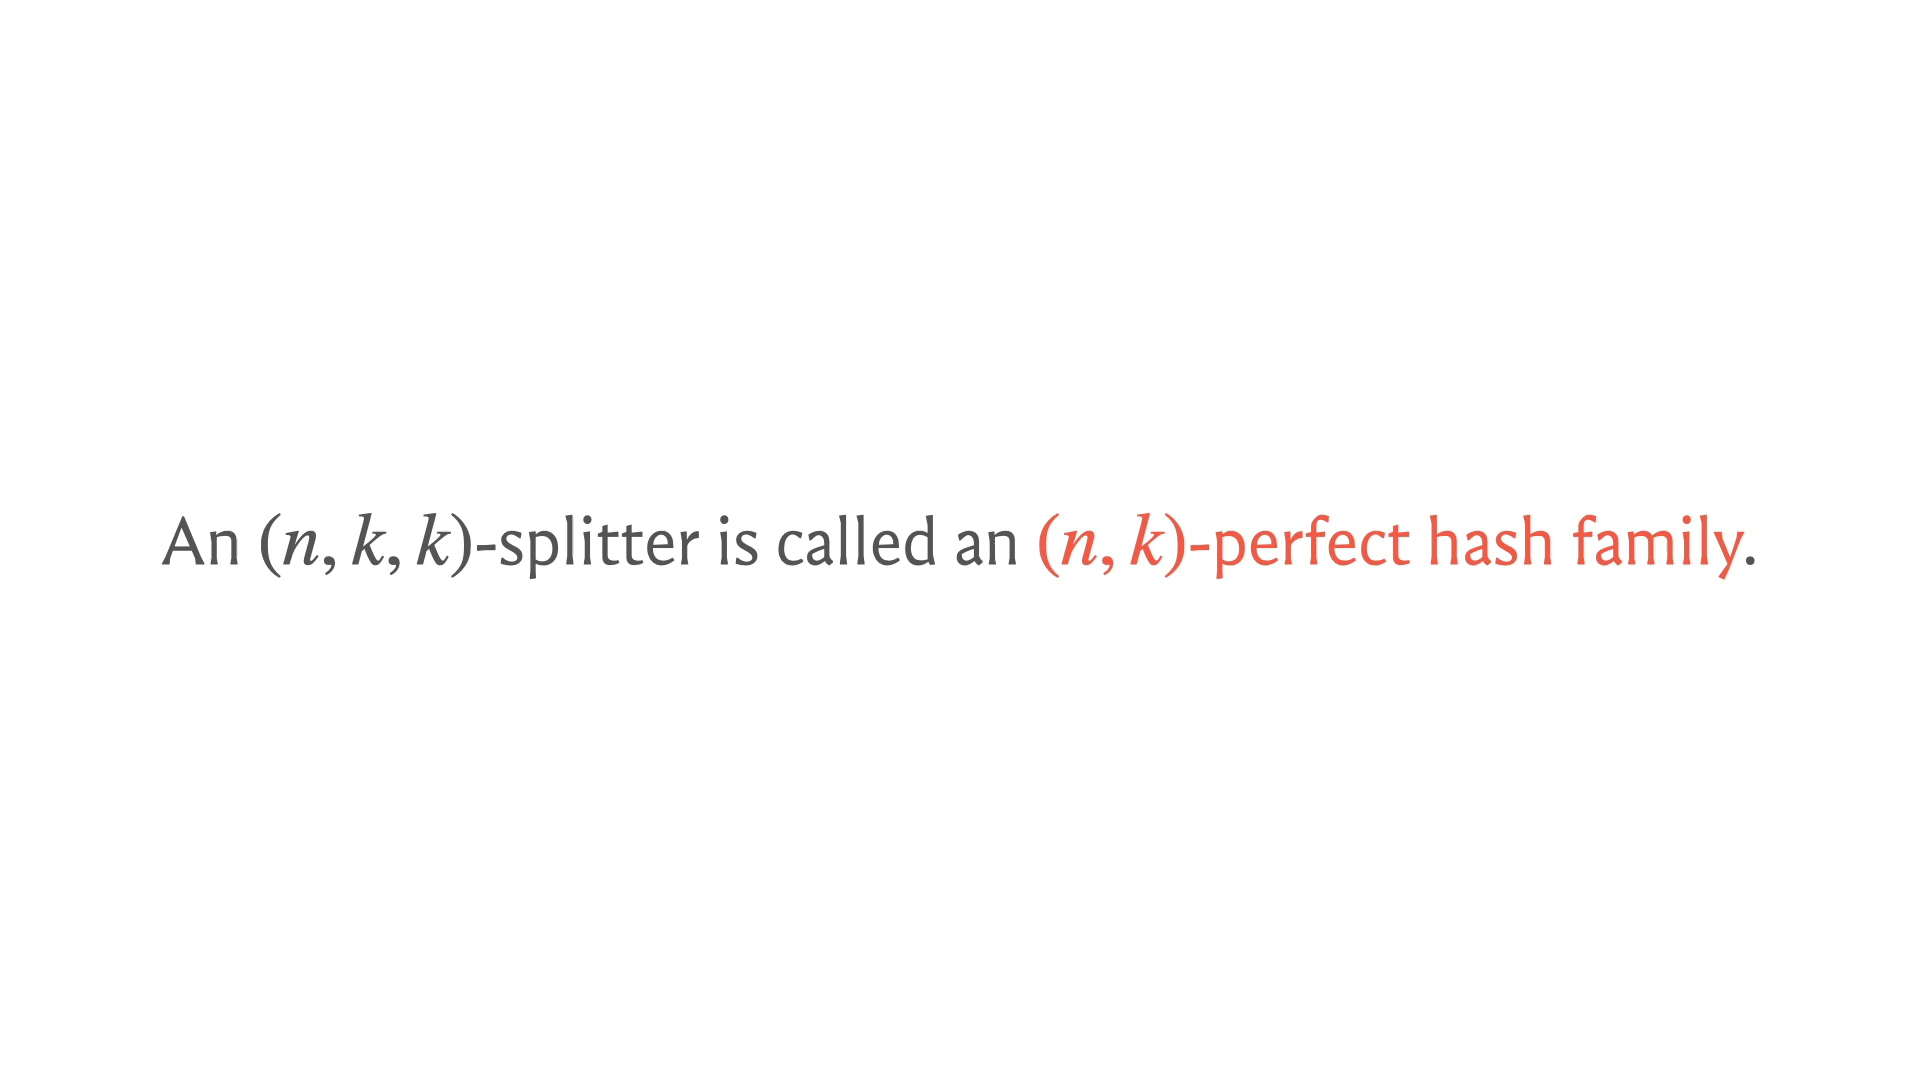 An (n, k, k)-splitter is called an (n, k)-perfect hash family.